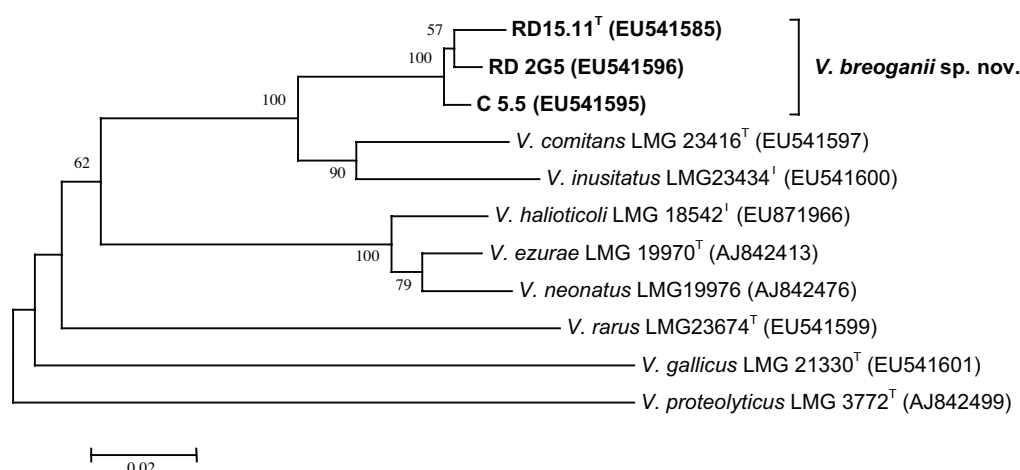 57
RD15.11ᵀ (EU541585)
100
RD 2G5 (EU541596)
V. breoganii sp. nov.
C 5.5 (EU541595)
100
V. comitans LMG 23416ᵀ (EU541597)
62
90
V. inusitatus LMG23434ᵀ (EU541600)
V. halioticoli LMG 18542ᵀ (EU871966)
100
V. ezurae LMG 19970ᵀ (AJ842413)
79
V. neonatus LMG19976 (AJ842476)
V. rarus LMG23674ᵀ (EU541599)
V. gallicus LMG 21330ᵀ (EU541601)
V. proteolyticus LMG 3772ᵀ (AJ842499)
0.02